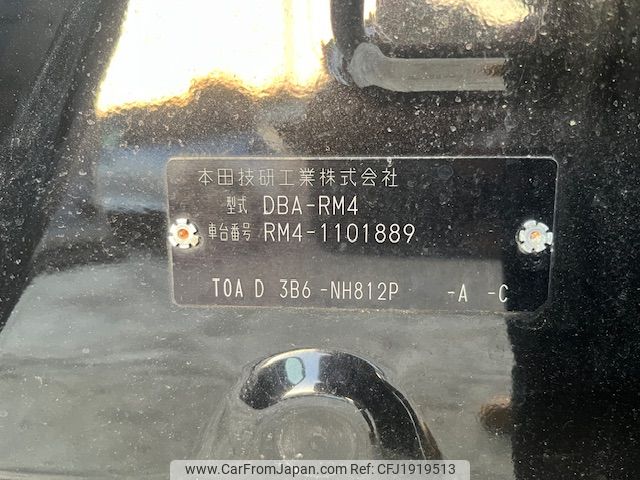 本田技研工業株式会社
型式 DBA-RM4
車台番号 RM4-1101889
T0A D 3B6 -NH812P -A -C
www.CarFromJapan.com | Ref: CFJ1919513